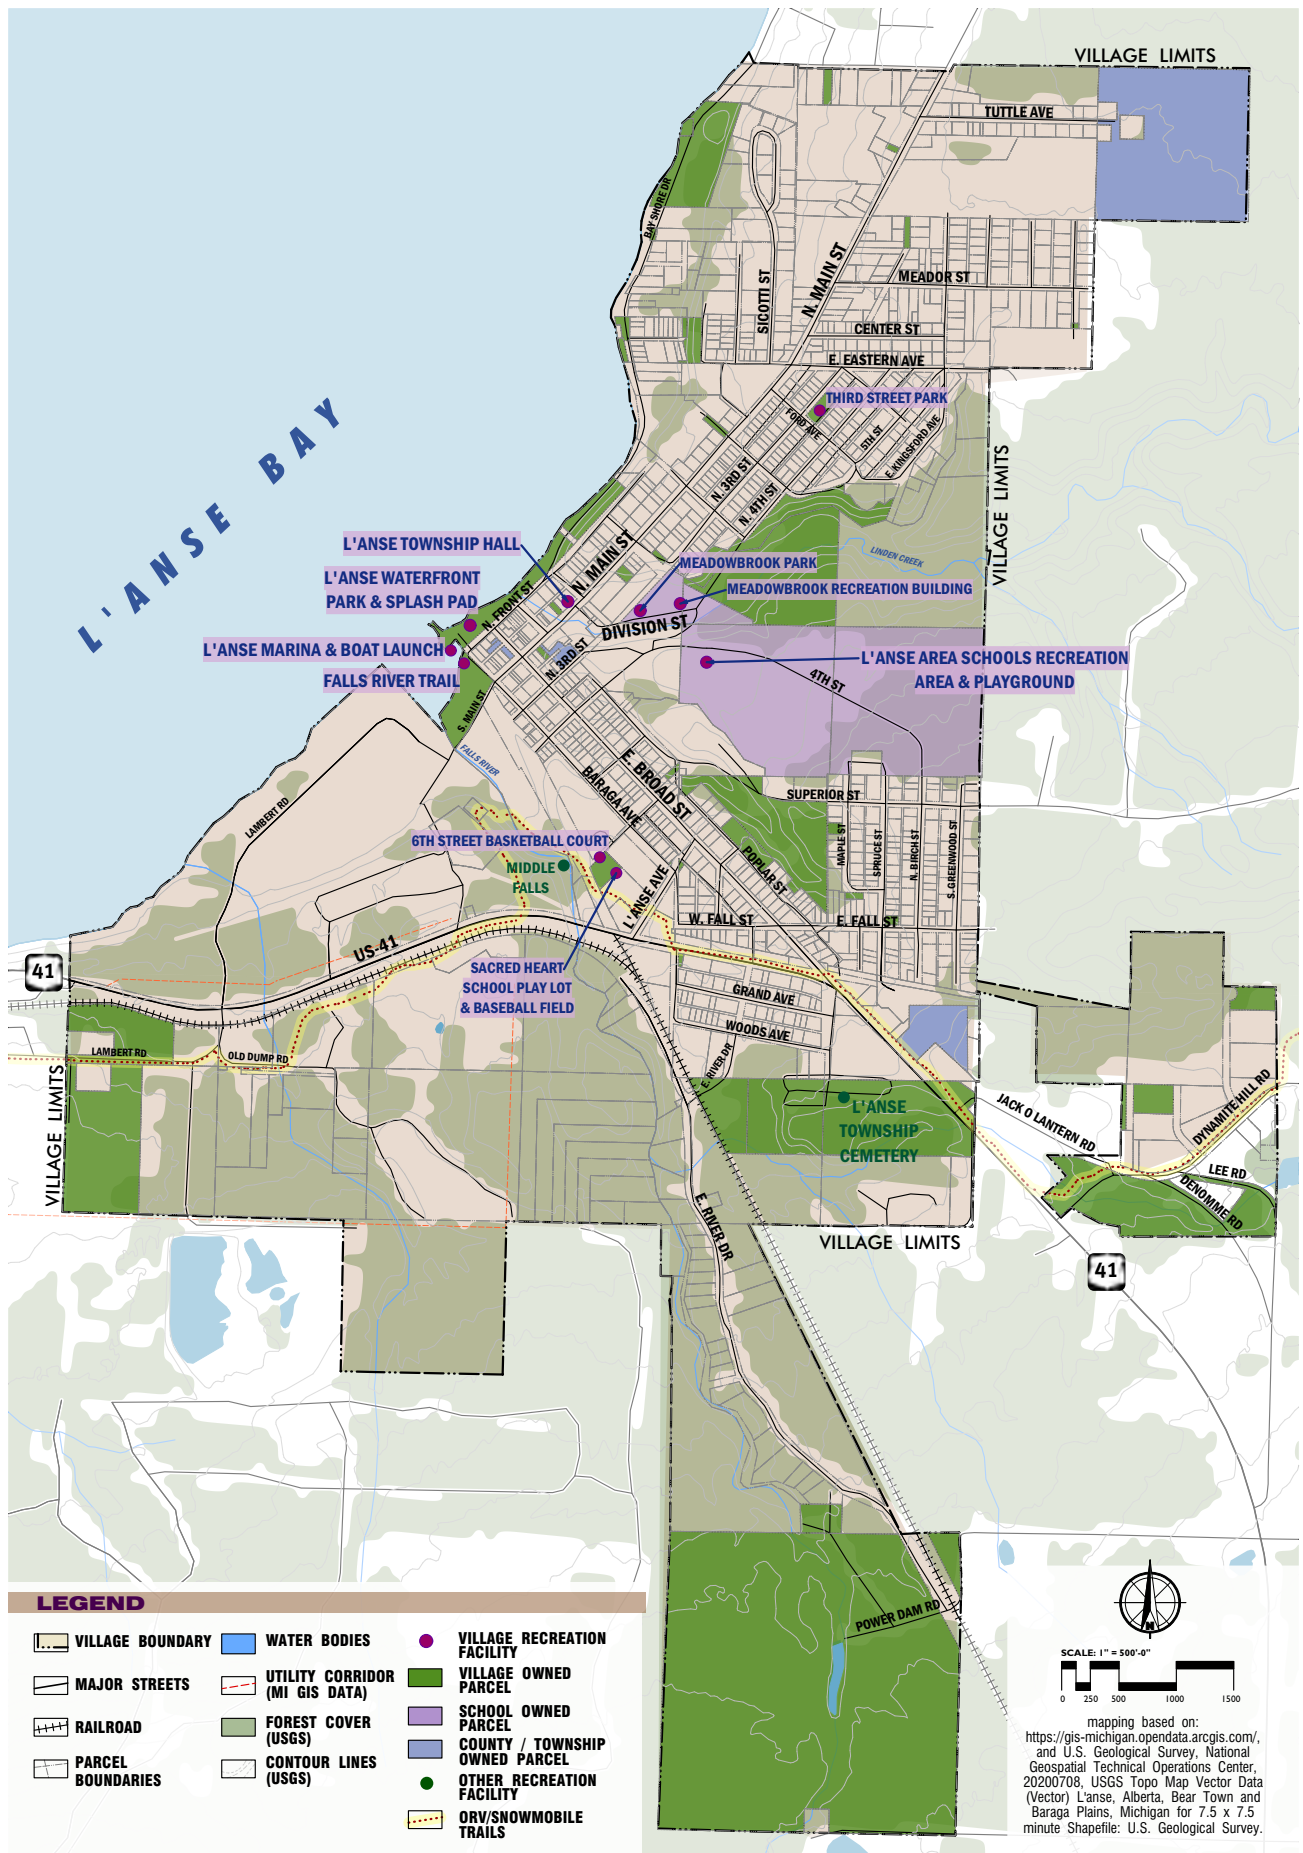 VILLAGE LIMITS
TUTTLE AVE
BAY SHORE DR
SICOTTI ST
N. MAIN ST
MEADOR ST
CENTER ST
E. EASTERN AVE
THIRD STREET PARK
FORD AVE
5TH ST
E. KINGSFORD AVE
N. 3RD ST
N. 4TH ST
L'ANSE BAY
VILLAGE LIMITS
LINDEN CREEK
L'ANSE TOWNSHIP HALL
N. MAIN ST
MEADOWBROOK PARK
L'ANSE WATERFRONT
PARK & SPLASH PAD
MEADOWBROOK RECREATION BUILDING
N. FRONT ST
DIVISION ST
L'ANSE MARINA & BOAT LAUNCH
N. 3RD ST
L'ANSE AREA SCHOOLS RECREATION
AREA & PLAYGROUND
FALLS RIVER TRAIL
4TH ST
S. MAIN ST
FALLS RIVER
E. BROAD ST
BARAGA AVE
SUPERIOR ST
LAMBERT RD
6TH STREET BASKETBALL COURT
MAPLE ST
SPRUCE ST
N. BIRCH ST
S. GREENWOOD ST
MIDDLE
FALLS
POPLAR ST
L'ANSE AVE
W. FALL ST
E. FALL ST
US-41
41
SACRED HEART
SCHOOL PLAY LOT
& BASEBALL FIELD
GRAND AVE
WOODS AVE
LAMBERT RD
OLD DUMP RD
E. RIVER DR
VILLAGE LIMITS
L'ANSE
TOWNSHIP
CEMETERY
JACK O LANTERN RD
DYNAMITE HILL RD
LEE RD
DENOMME RD
E. RIVER DR
VILLAGE LIMITS
41
POWER DAM RD
LEGEND
VILLAGE BOUNDARY
MAJOR STREETS
RAILROAD
PARCEL
BOUNDARIES
WATER BODIES
UTILITY CORRIDOR
(MI GIS DATA)
FOREST COVER
(USGS)
CONTOUR LINES
(USGS)
VILLAGE RECREATION
FACILITY
VILLAGE OWNED
PARCEL
SCHOOL OWNED
PARCEL
COUNTY / TOWNSHIP
OWNED PARCEL
OTHER RECREATION
FACILITY
ORV/SNOWMOBILE
TRAILS
N
SCALE: 1" = 500'-0"
0 250 500 1000 1500
mapping based on:
https://gis-michigan.opendata.arcgis.com/,
and U.S. Geological Survey, National
Geospatial Technical Operations Center,
20200708, USGS Topo Map Vector Data
(Vector) L'anse, Alberta, Bear Town and
Baraga Plains, Michigan for 7.5 x 7.5
minute Shapefile: U.S. Geological Survey.